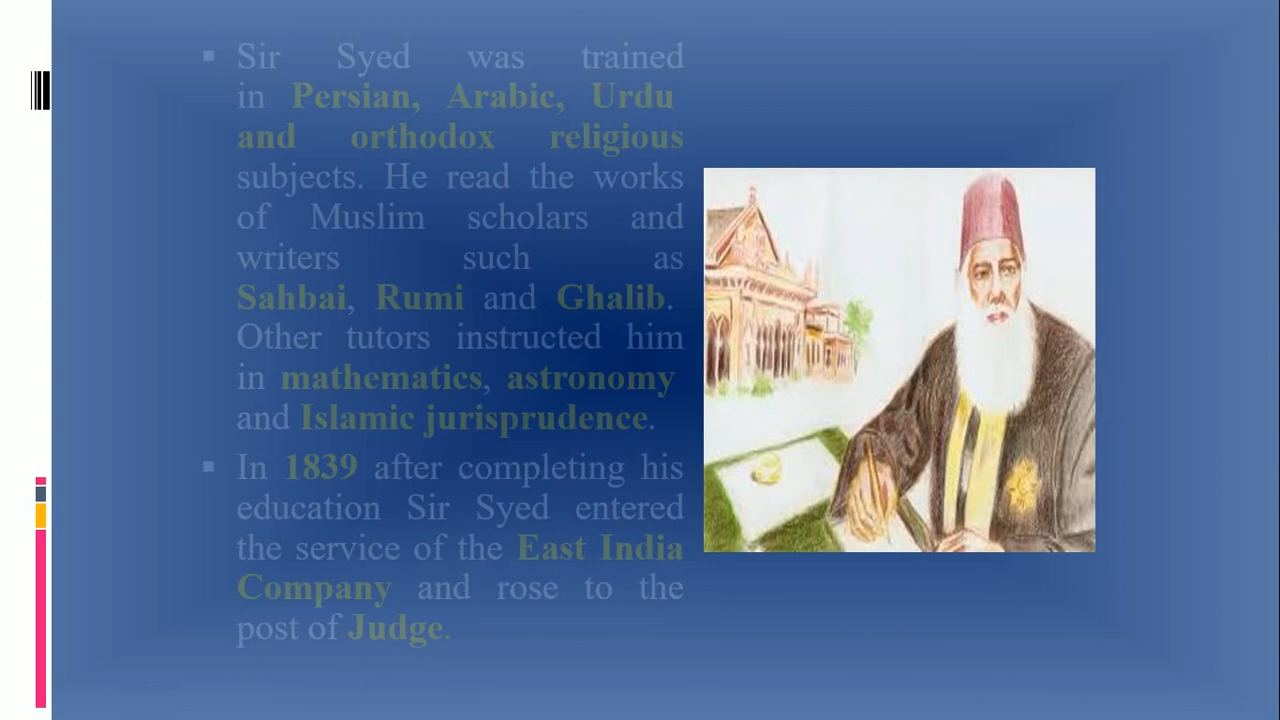 Sir Syed was trained
in Persian, Arabic, Urdu
and orthodox religious
subjects. He read the works
of Muslim scholars and
writers such as
Sahbai, Rumi and Ghalib.
Other tutors instructed him
in mathematics, astronomy
and Islamic jurisprudence.
In 1839 after completing his
education Sir Syed entered
the service of the East India
Company and rose to the
post of Judge.